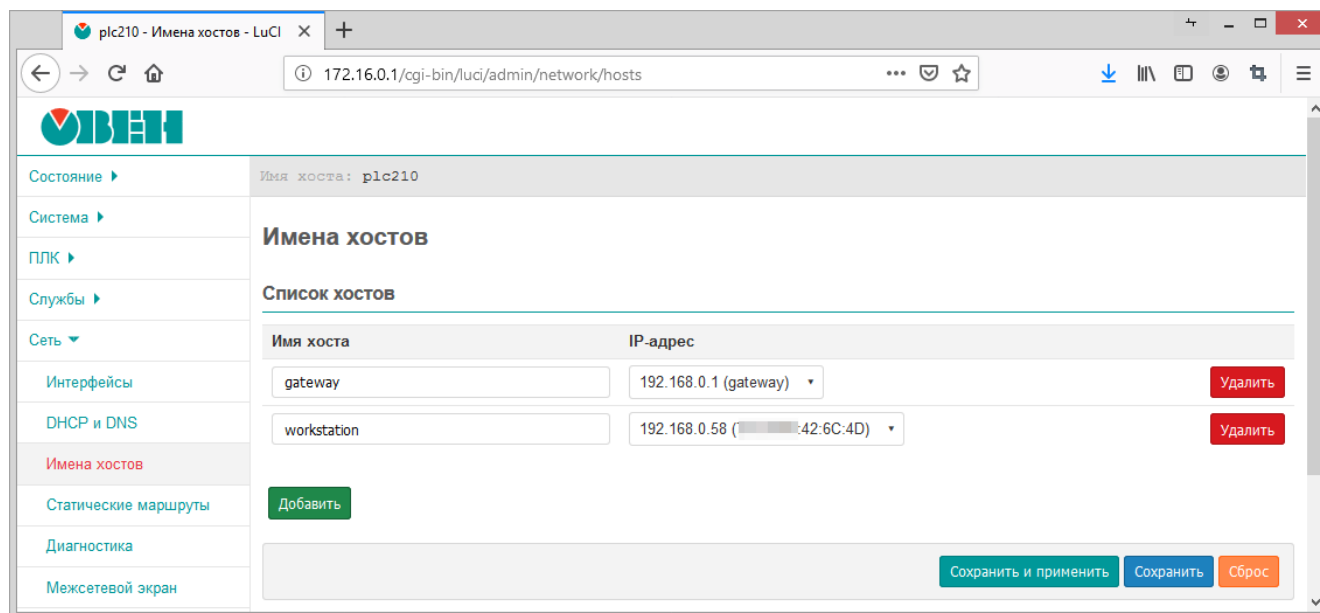 plc210 - Имена хостов - LuCI
172.16.0.1/cgi-bin/luci/admin/network/hosts
ОВЕН
Состояние
Имя хоста: plc210
Система
Имена хостов
ПЛК
Службы
Список хостов
Сеть
Имя хоста IP-адрес
Интерфейсы
gateway 192.168.0.1 (gateway) Удалить
DHCP и DNS
workstation 192.168.0.58 ( :42:6C:4D) Удалить
Имена хостов
Статические маршруты
Добавить
Диагностика
Сохранить и применить Сохранить Сброс
Межсетевой экран